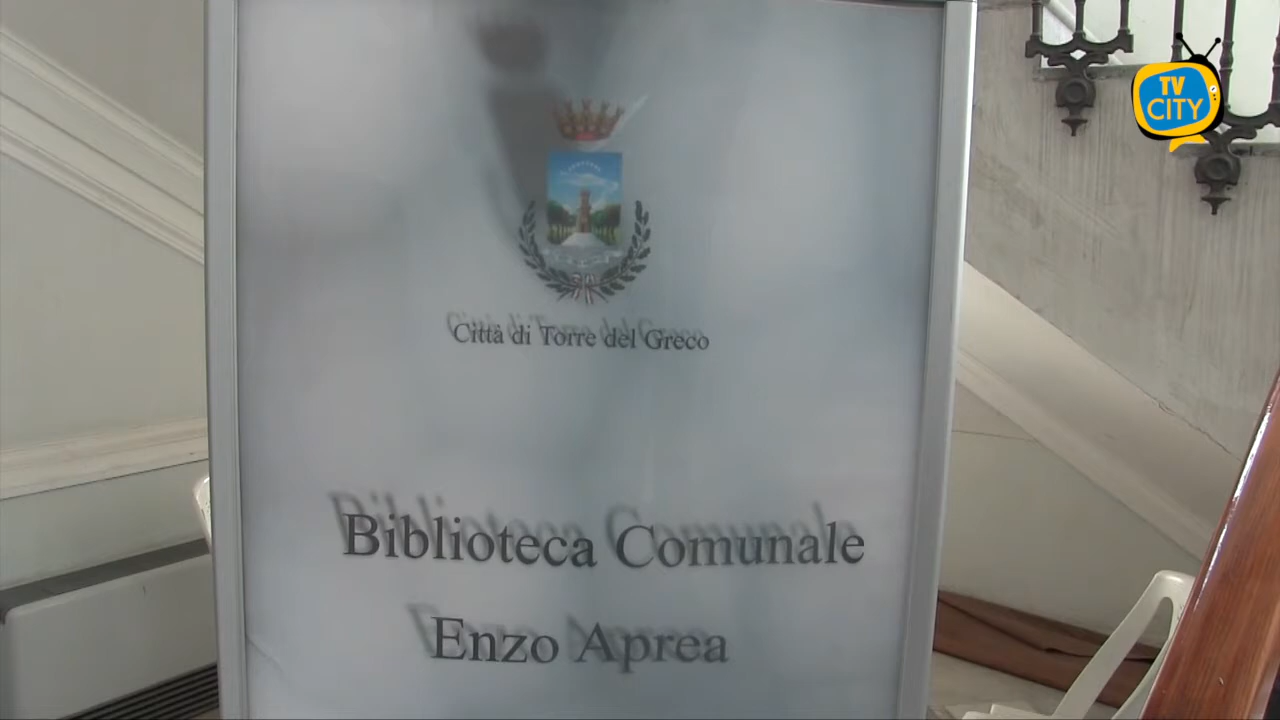 TV
CITY
Città di Torre del Greco
Biblioteca Comunale
Enzo Aprea